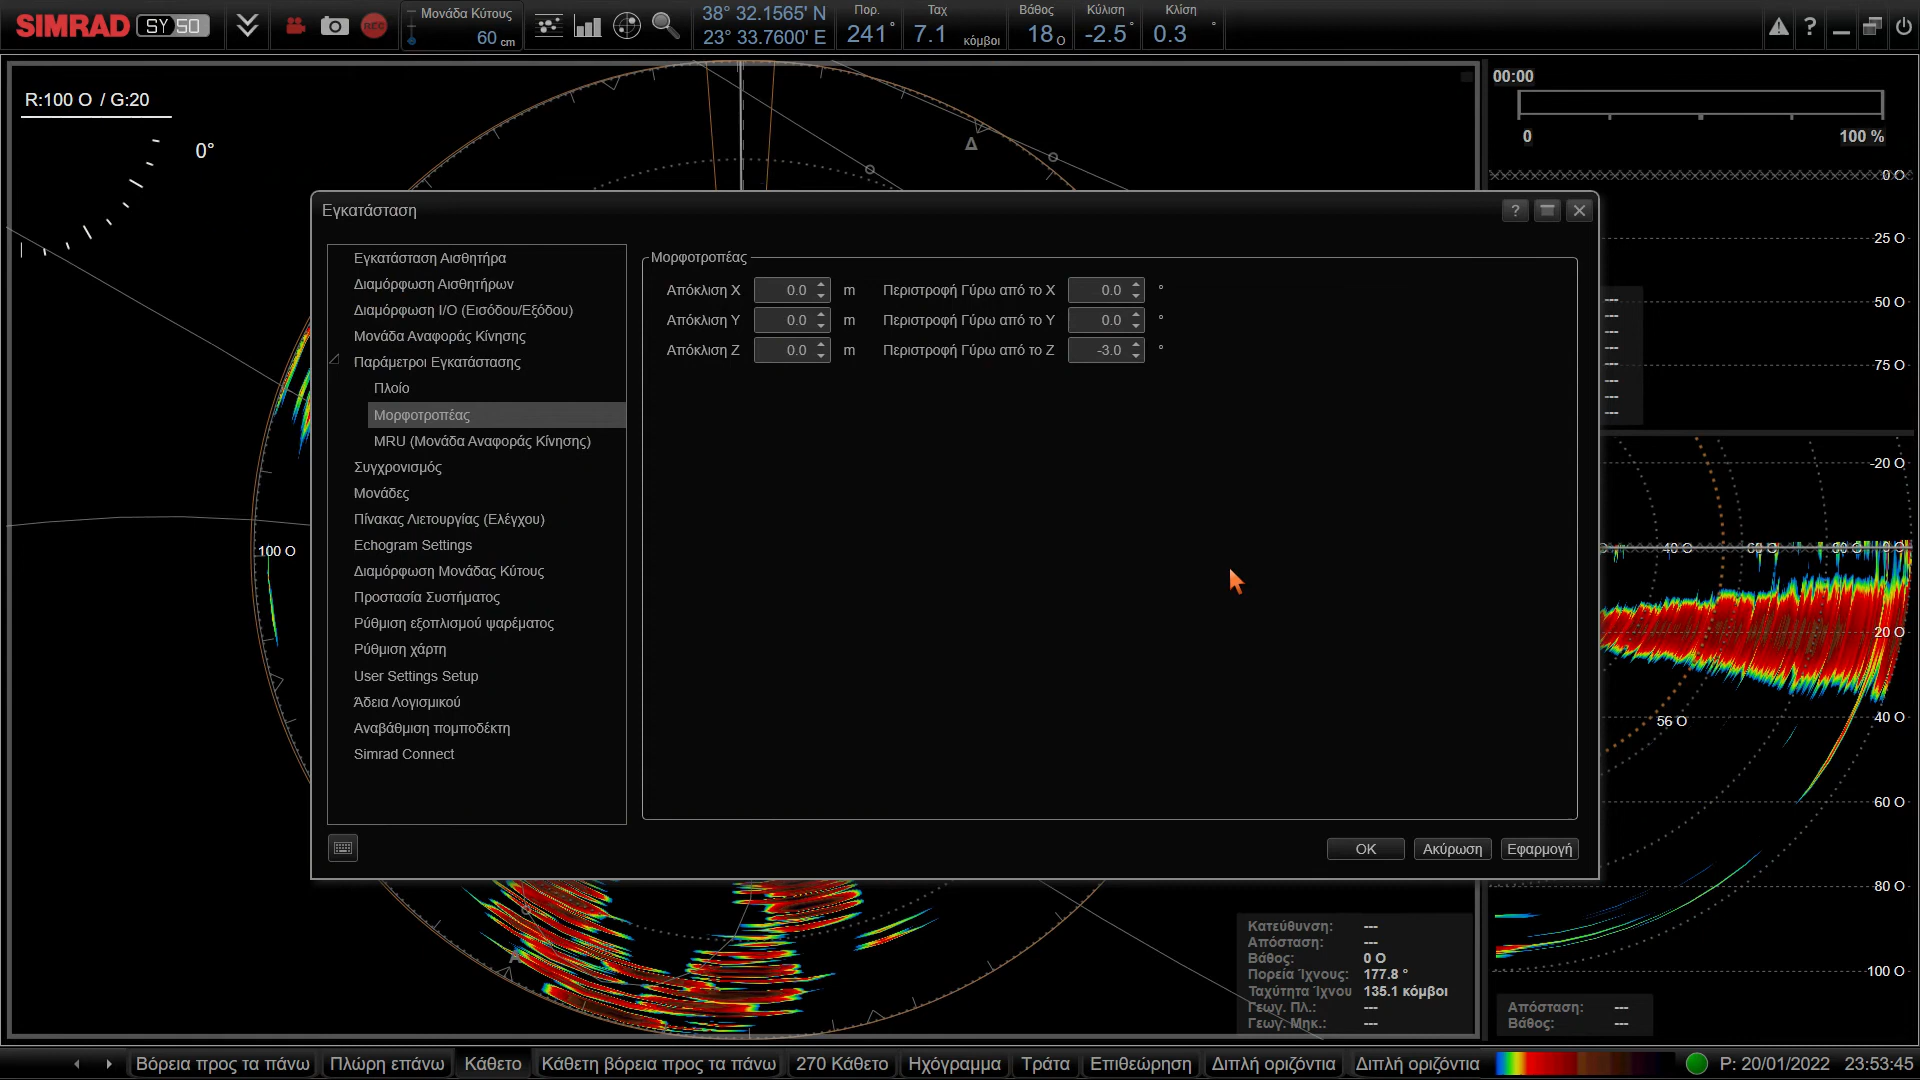 SIMRAD SY 50
REC
Μονάδα Κύτους
60 cm
38° 32.1565' N
23° 33.7600' E
Πορ.
241°
Ταχ
7.1 κόμβοι
Βάθος
18 Ο
Κύλιση
-2.5°
Κλίση
0.3°
R:100 Ο / G:20
0°
Δ
100 Ο
Α
Εγκατάσταση
Εγκατάσταση Αισθητήρα
Διαμόρφωση Αισθητήρων
Διαμόρφωση Ι/Ο (Εισόδου/Εξόδου)
Μονάδα Αναφοράς Κίνησης
Παράμετροι Εγκατάστασης
Πλοίο
Μορφοτροπέας
MRU (Μονάδα Αναφοράς Κίνησης)
Συγχρονισμός
Μονάδες
Πίνακας Λιετουργίας (Ελέγχου)
Echogram Settings
Διαμόρφωση Μονάδας Κύτους
Προστασία Συστήματος
Ρύθμιση εξοπλισμού ψαρέματος
Ρύθμιση χάρτη
User Settings Setup
Άδεια Λογισμικού
Αναβάθμιση πομποδέκτη
Simrad Connect
Μορφοτροπέας
Απόκλιση X 0.0 m Περιστροφή Γύρω από το X 0.0 °
Απόκλιση Y 0.0 m Περιστροφή Γύρω από το Y 0.0 °
Απόκλιση Z 0.0 m Περιστροφή Γύρω από το Z -3.0 °
OK Ακύρωση Εφαρμογή
Κατεύθυνση: ---
Απόσταση: ---
Βάθος: 0 Ο
Πορεία Ίχνους: 177.8 °
Ταχύτητα Ίχνου 135.1 κόμβοι
Γεωγ. Πλ.: ---
Γεωγ. Μηκ.: ---
00:00
0 100 %
0 Ο
25 Ο
50 Ο
75 Ο
---
---
---
---
---
---
---
---
-20 Ο
40 Ο 60 Ο 80 Ο 0 Ο
20 Ο
56 Ο
40 Ο
60 Ο
80 Ο
100 Ο
Απόσταση: ---
Βάθος: ---
Βόρεια προς τα πάνω Πλώρη επάνω Κάθετο Κάθετη βόρεια προς τα πάνω 270 Κάθετο Ηχόγραμμα Τράτα Επιθεώρηση Διπλή οριζόντια Διπλή οριζόντια P: 20/01/2022 23:53:45